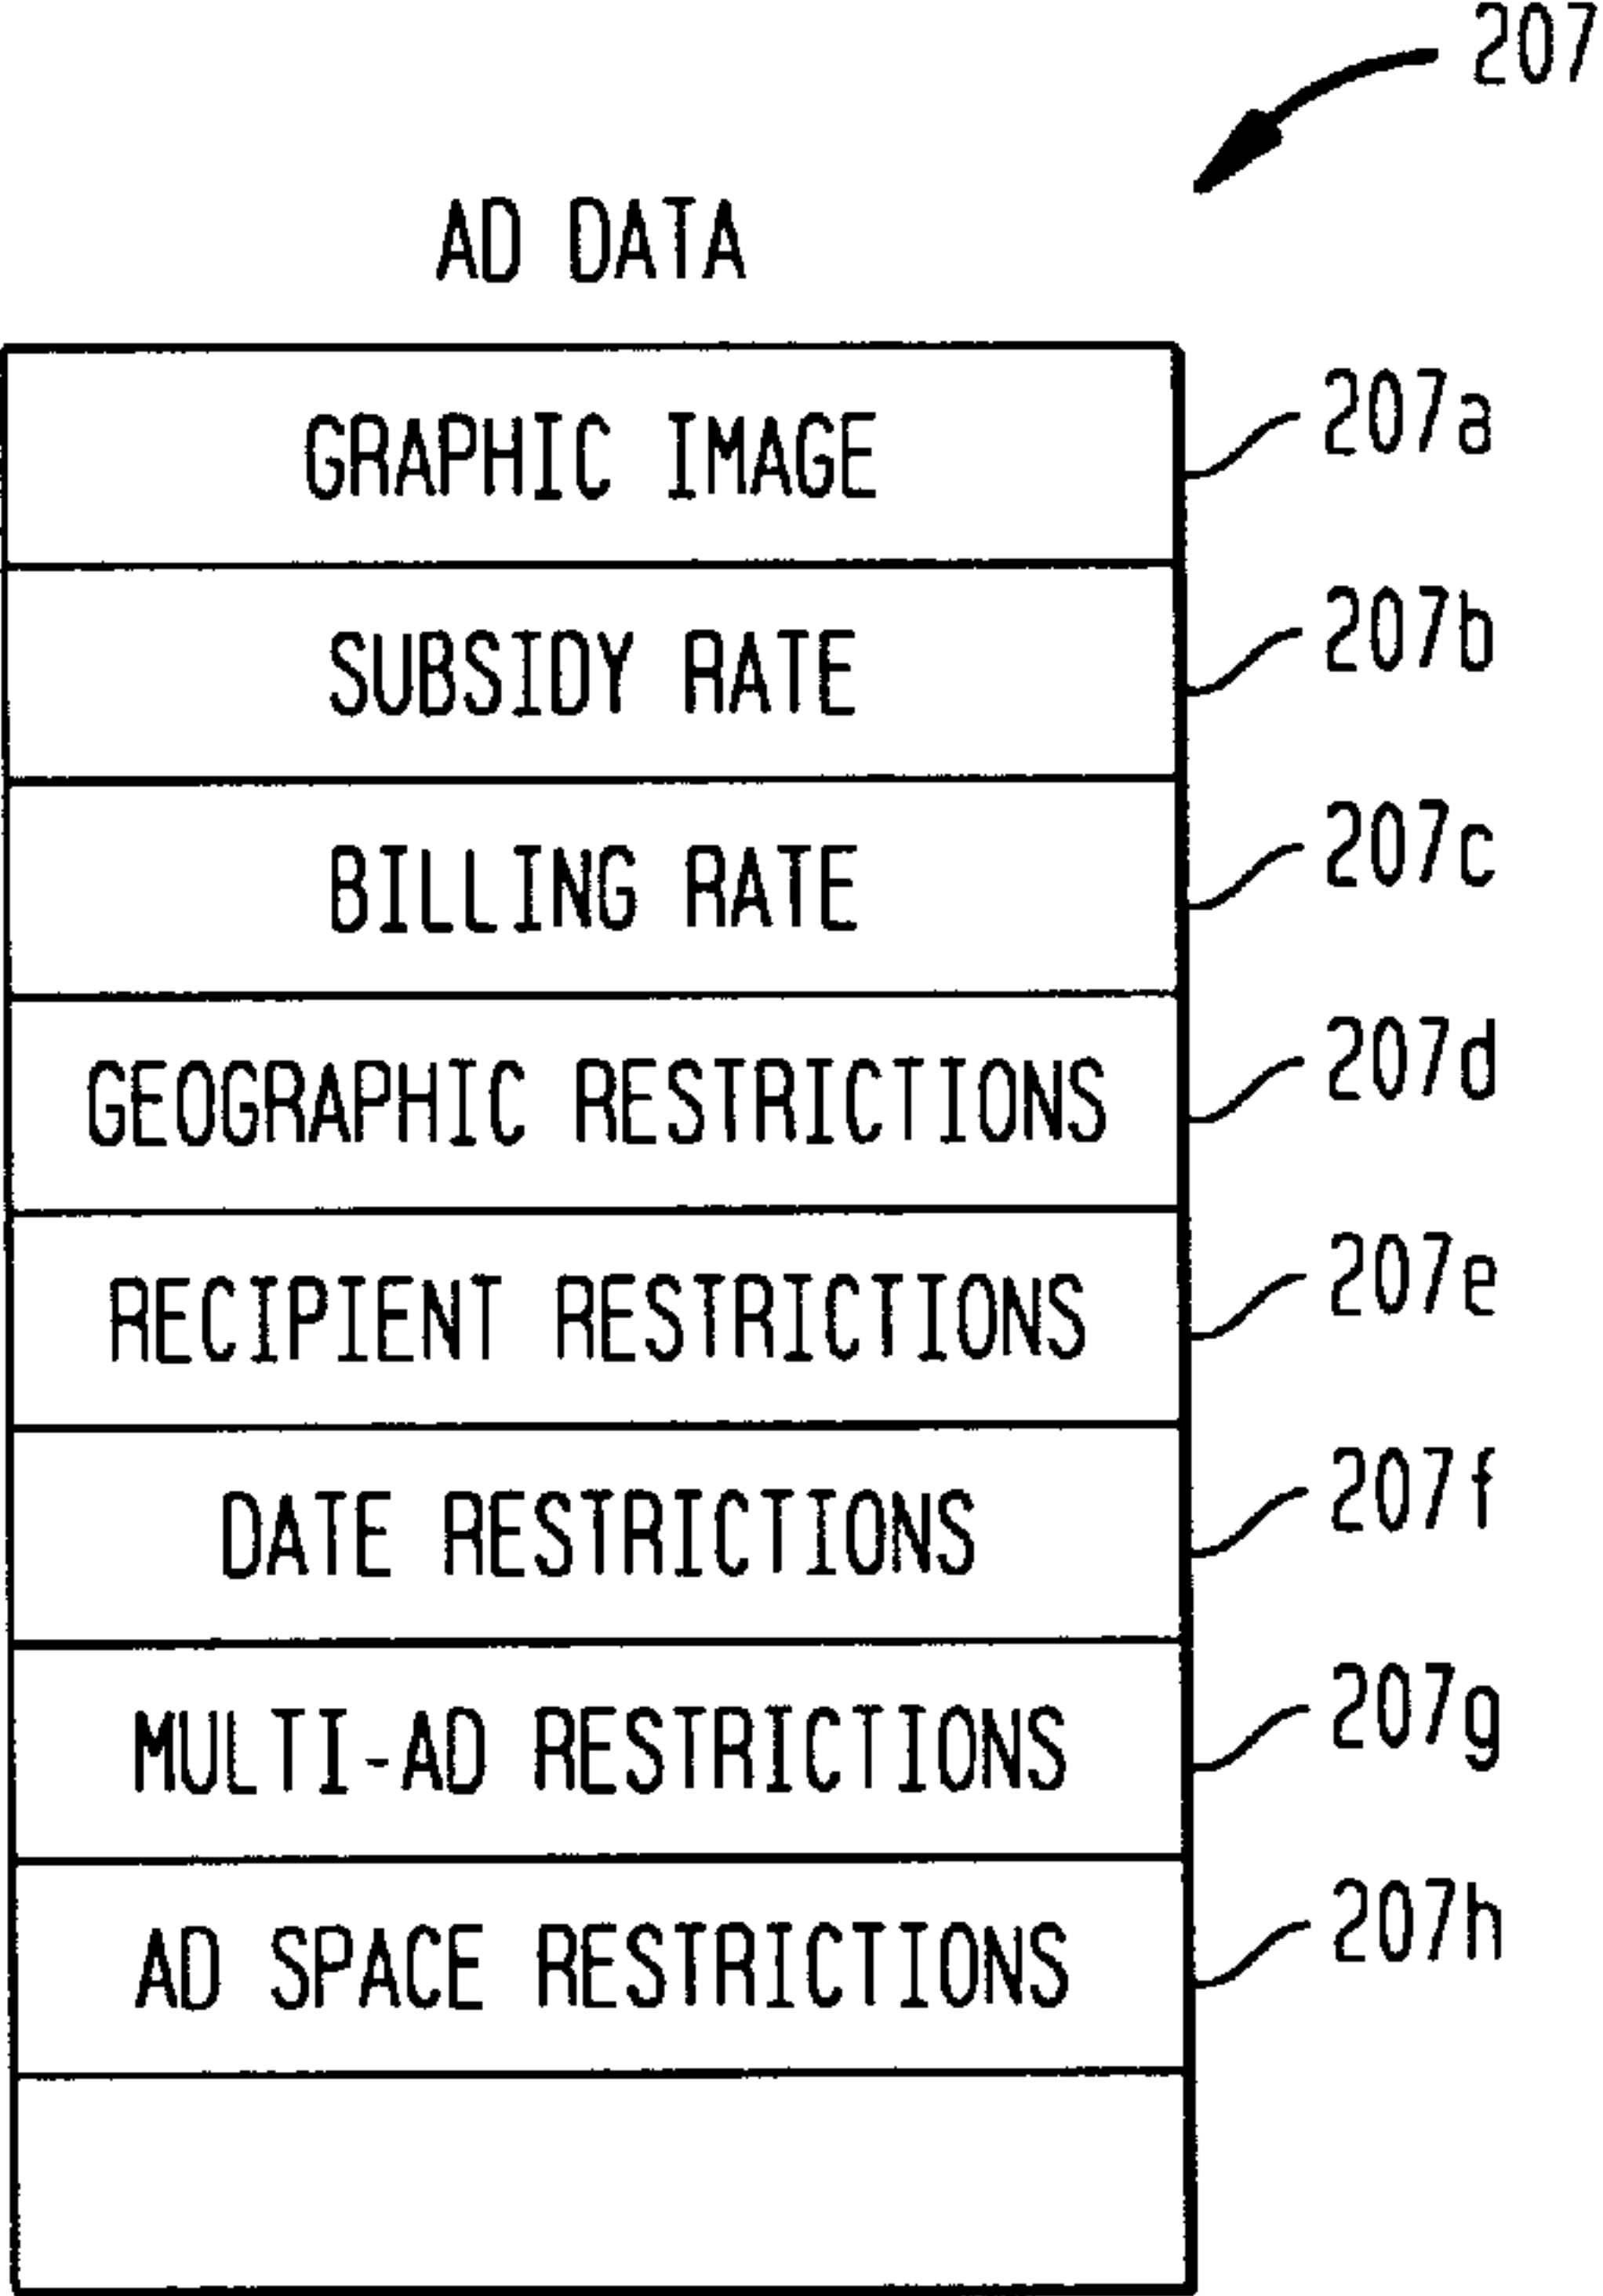 207
AD DATA
GRAPHIC IMAGE 207a
SUBSIDY RATE 207b
BILLING RATE 207c
GEOGRAPHIC RESTRICTIONS 207d
RECIPIENT RESTRICTIONS 207e
DATE RESTRICTIONS 207f
MULTI-AD RESTRICTIONS 207g
AD SPACE RESTRICTIONS 207h